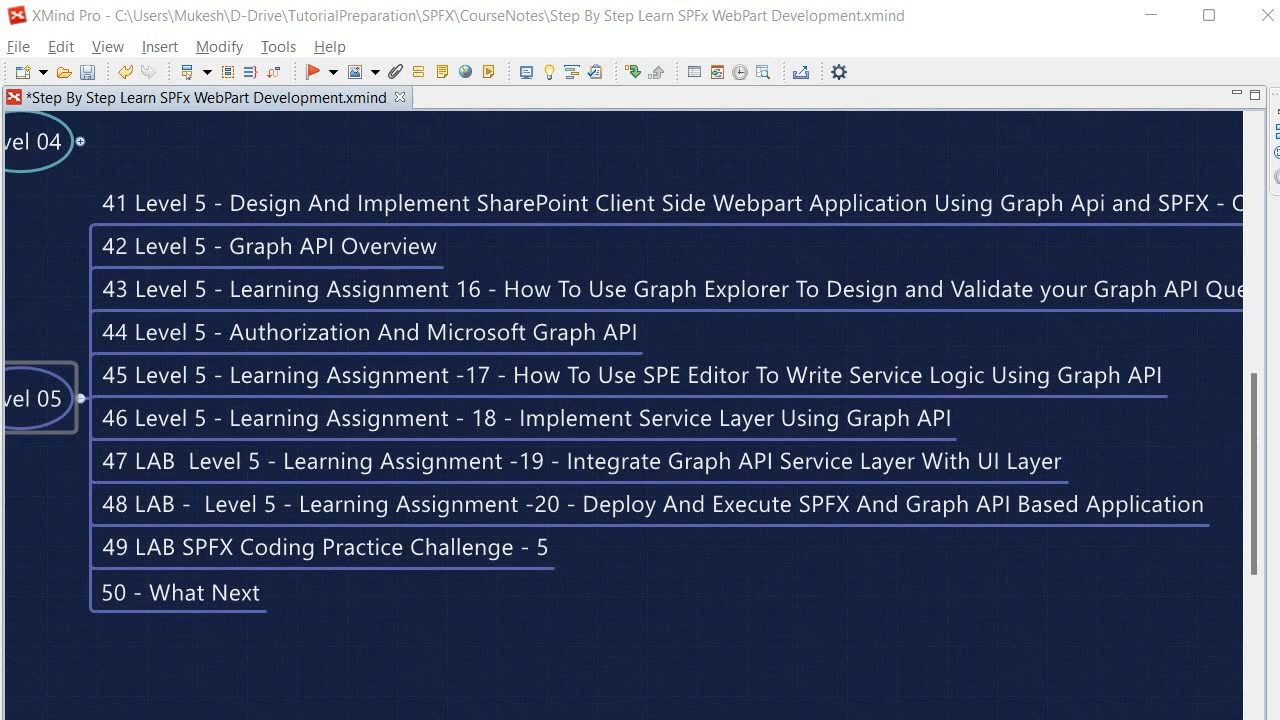 XMind Pro - C:\Users\Mukesh\D-Drive\TutorialPreparation\SPFx\CourseNotes\Step By Step Learn SPFx WebPart Development.xmind
File Edit View Insert Modify Tools Help
*Step By Step Learn SPFx WebPart Development.xmind
vel 04
41 Level 5 - Design And Implement SharePoint Client Side Webpart Application Using Graph Api and SPFX - C
42 Level 5 - Graph API Overview
43 Level 5 - Learning Assignment 16 - How To Use Graph Explorer To Design and Validate your Graph API Que
44 Level 5 - Authorization And Microsoft Graph API
45 Level 5 - Learning Assignment -17 - How To Use SPE Editor To Write Service Logic Using Graph API
vel 05
46 Level 5 - Learning Assignment - 18 - Implement Service Layer Using Graph API
47 LAB  Level 5 - Learning Assignment -19 - Integrate Graph API Service Layer With UI Layer
48 LAB -  Level 5 - Learning Assignment -20 - Deploy And Execute SPFX And Graph API Based Application
49 LAB SPFX Coding Practice Challenge - 5
50 - What Next